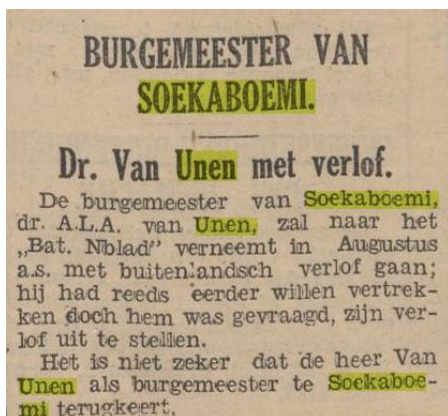 BURGEMEESTER VAN
SOEKABOEMI.
Dr. Van Unen met verlof.
De burgemeester van Soekaboemi,
dr. A.L.A. van Unen, zal naar het
„Bat. Nblad” verneemt in Augustus
a.s. met buitenlandsch verlof gaan;
hij had reeds eerder willen vertrek-
ken doch hem was gevraagd, zijn ver-
lof uit te stellen.
Het is niet zeker dat de heer Van
Unen als burgemeester te Soekaboe-
mi terugkeert.